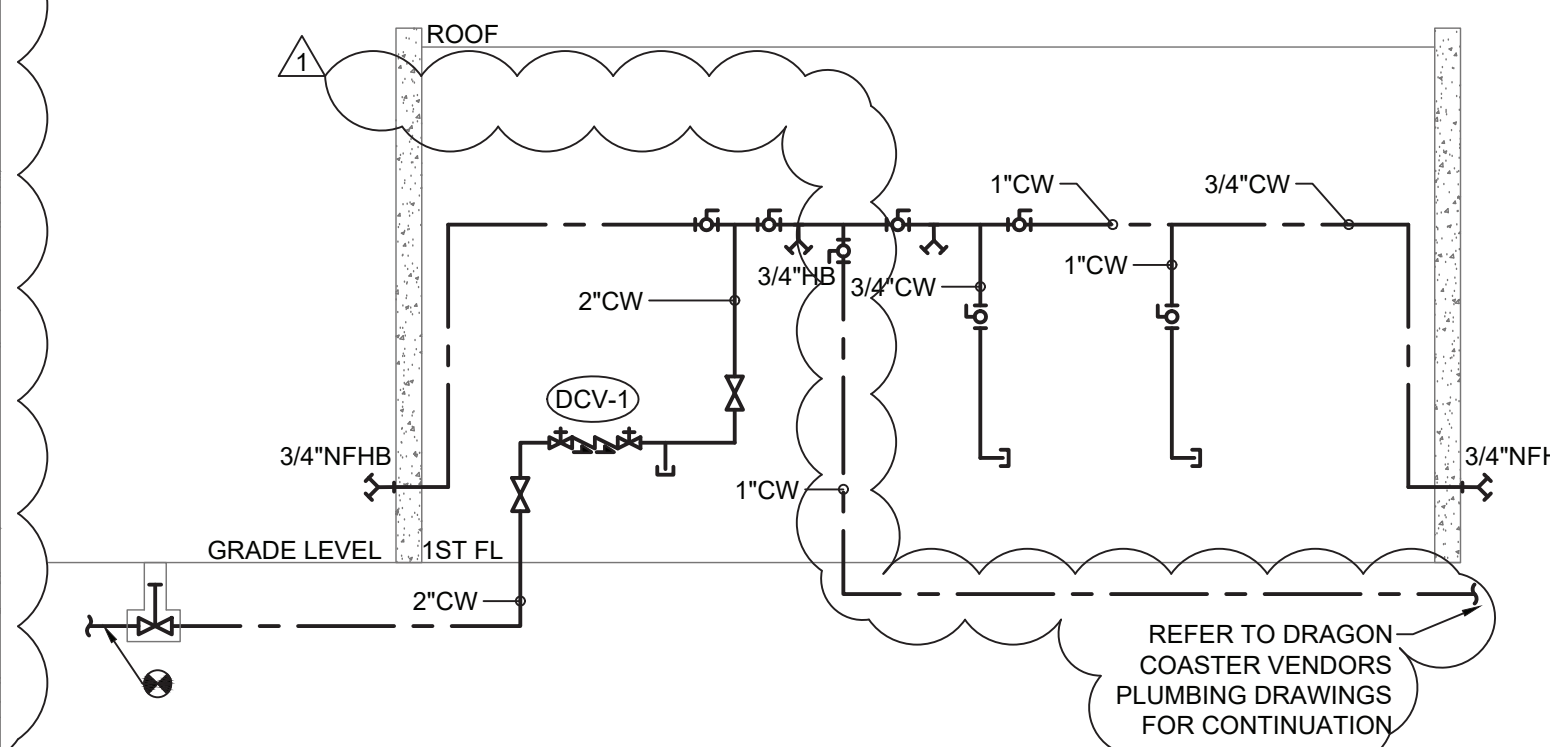 ROOF
1
1"CW
3/4"CW
1"CW
3/4"HB
3/4"CW
2"CW
DCV-1
3/4"NFHB
3/4"NFH
1"CW
GRADE LEVEL
1ST FL
2"CW
REFER TO DRAGON
COASTER VENDORS
PLUMBING DRAWINGS
FOR CONTINUATION